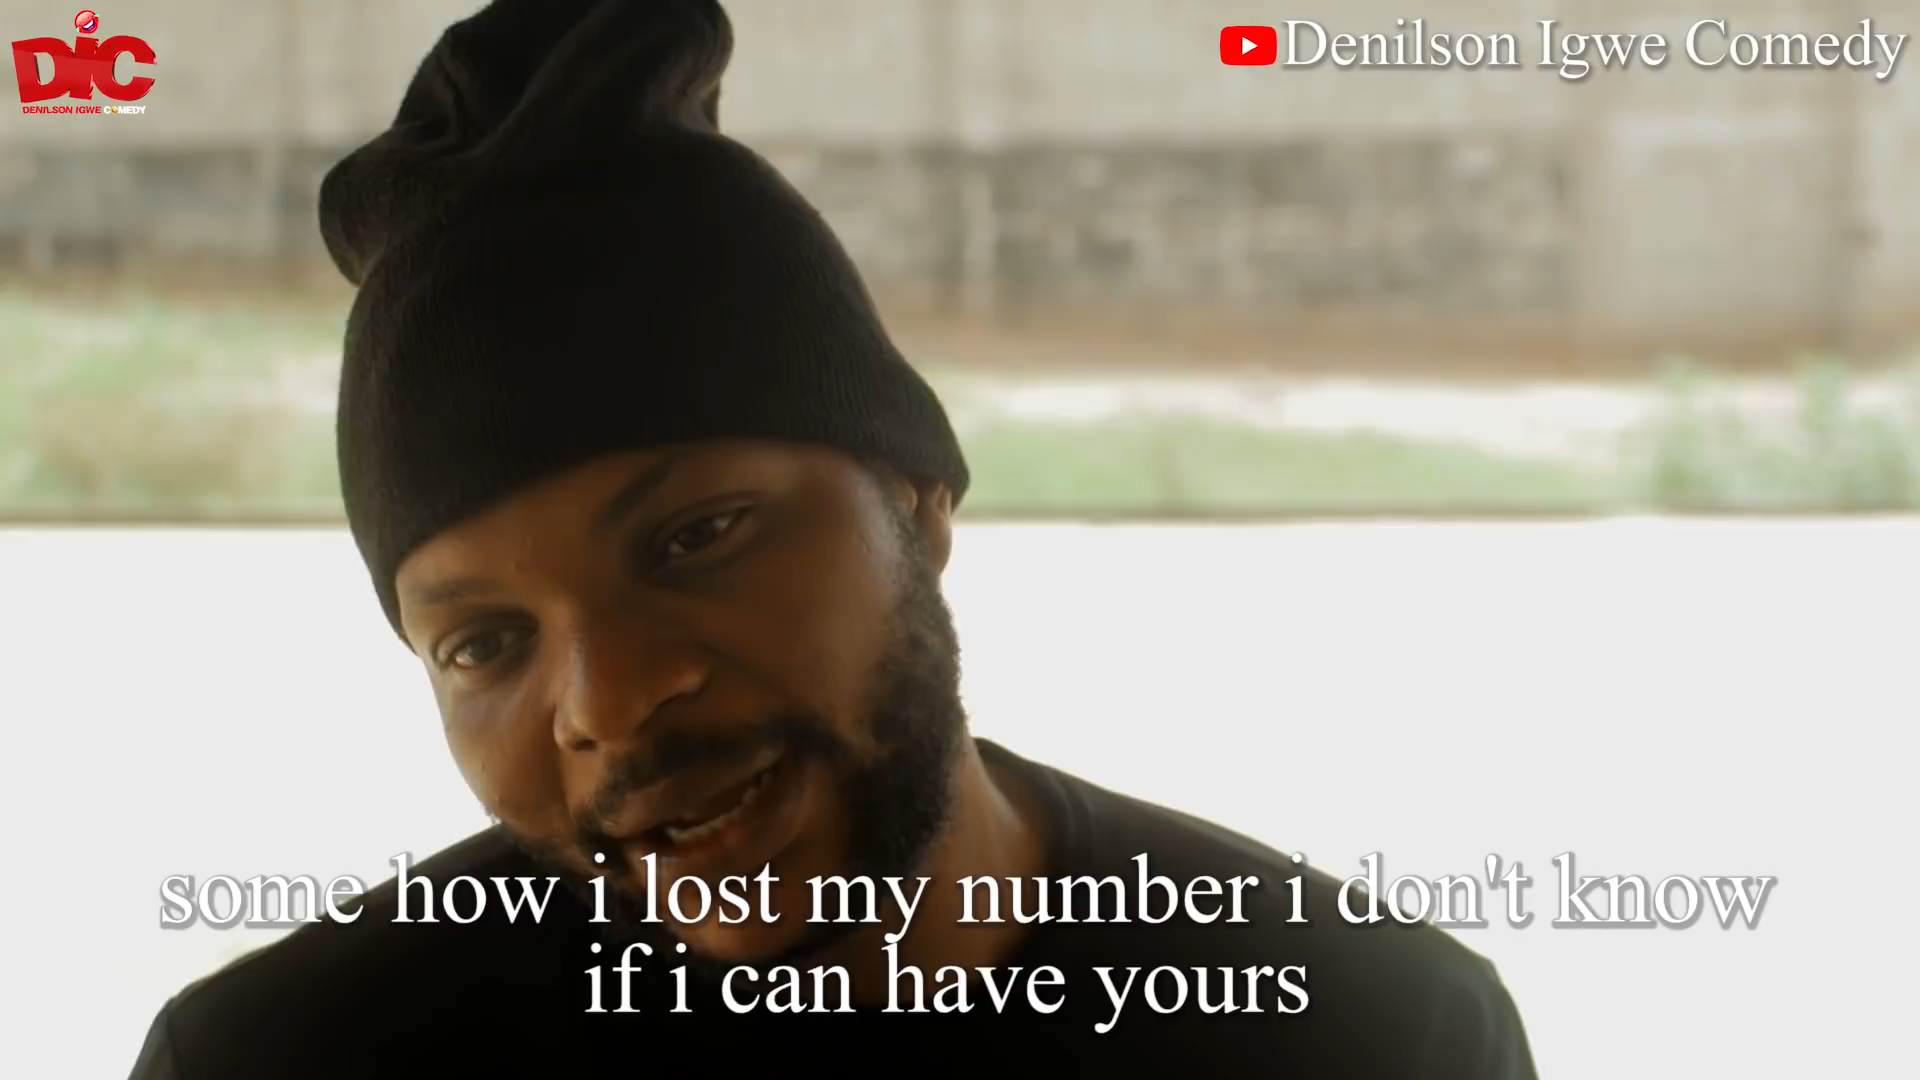 DiC
DENILSON IGWE COMEDY
Denilson Igwe Comedy
some how i lost my number i don't know
if i can have yours